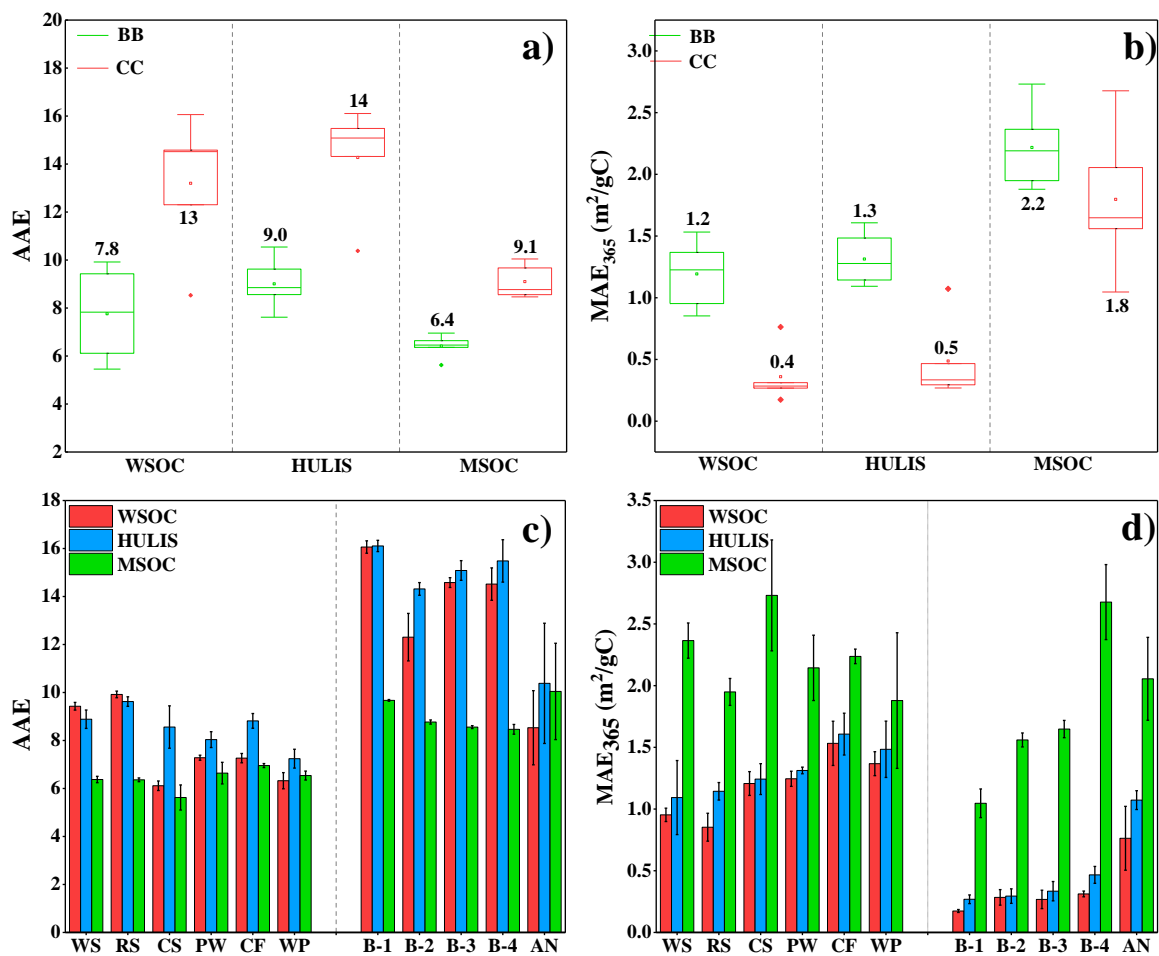 a)
BB
CC
AAE
20
18
16
14
12
10
8
6
4
2
7.8
13
9.0
14
6.4
9.1
WSOC HULIS MSOC
b)
BB
CC
MAE365 (m2/gC)
3.0
2.5
2.0
1.5
1.0
0.5
0.0
1.2
0.4
1.3
0.5
2.2
1.8
WSOC HULIS MSOC
c)
WSOC
HULIS
MSOC
AAE
18
16
14
12
10
8
6
4
2
0
WS RS CS PW CF WP B-1 B-2 B-3 B-4 AN
d)
WSOC
HULIS
MSOC
MAE365 (m2/gC)
3.5
3.0
2.5
2.0
1.5
1.0
0.5
0.0
WS RS CS PW CF WP B-1 B-2 B-3 B-4 AN